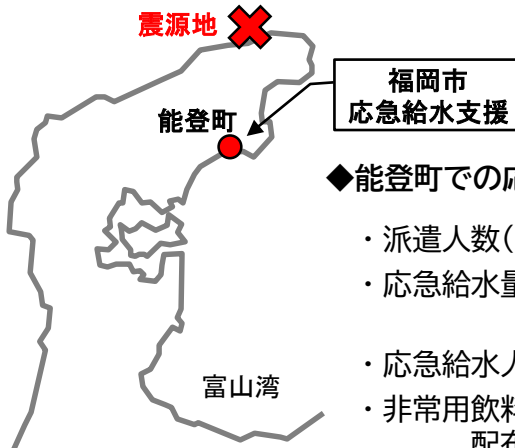 震源地
福岡市
応急給水支援
能登町
◆能登町での
・派遣人数(
・応急給水量
・応急給水人
・非常用飲料
配布
富山湾